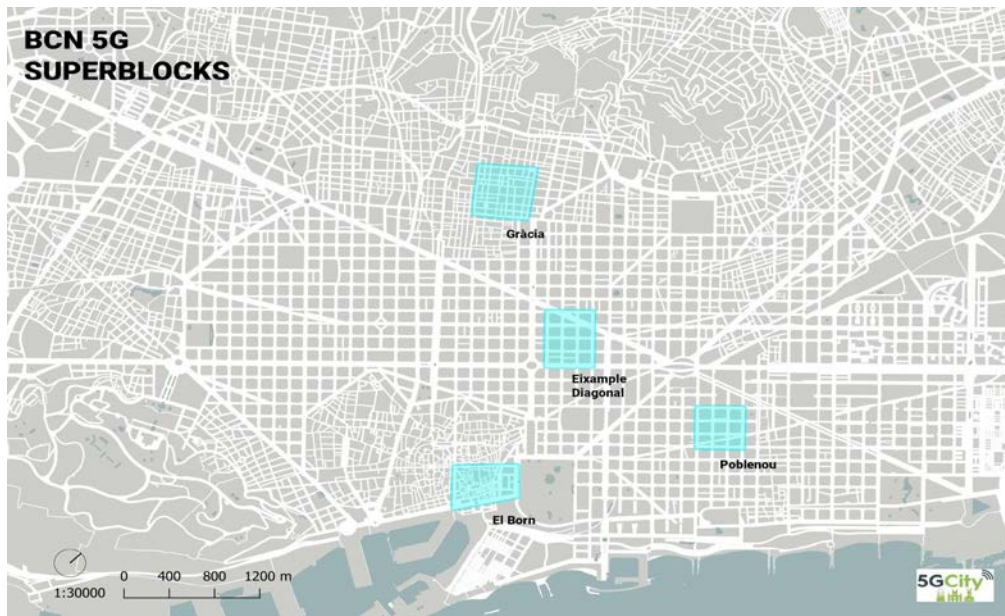 BCN 5G
SUPERBLOCKS
Gràcia
Eixample
Diagonal
Poblenou
El Born
0 400 800 1200 m
1:30000
5GCity